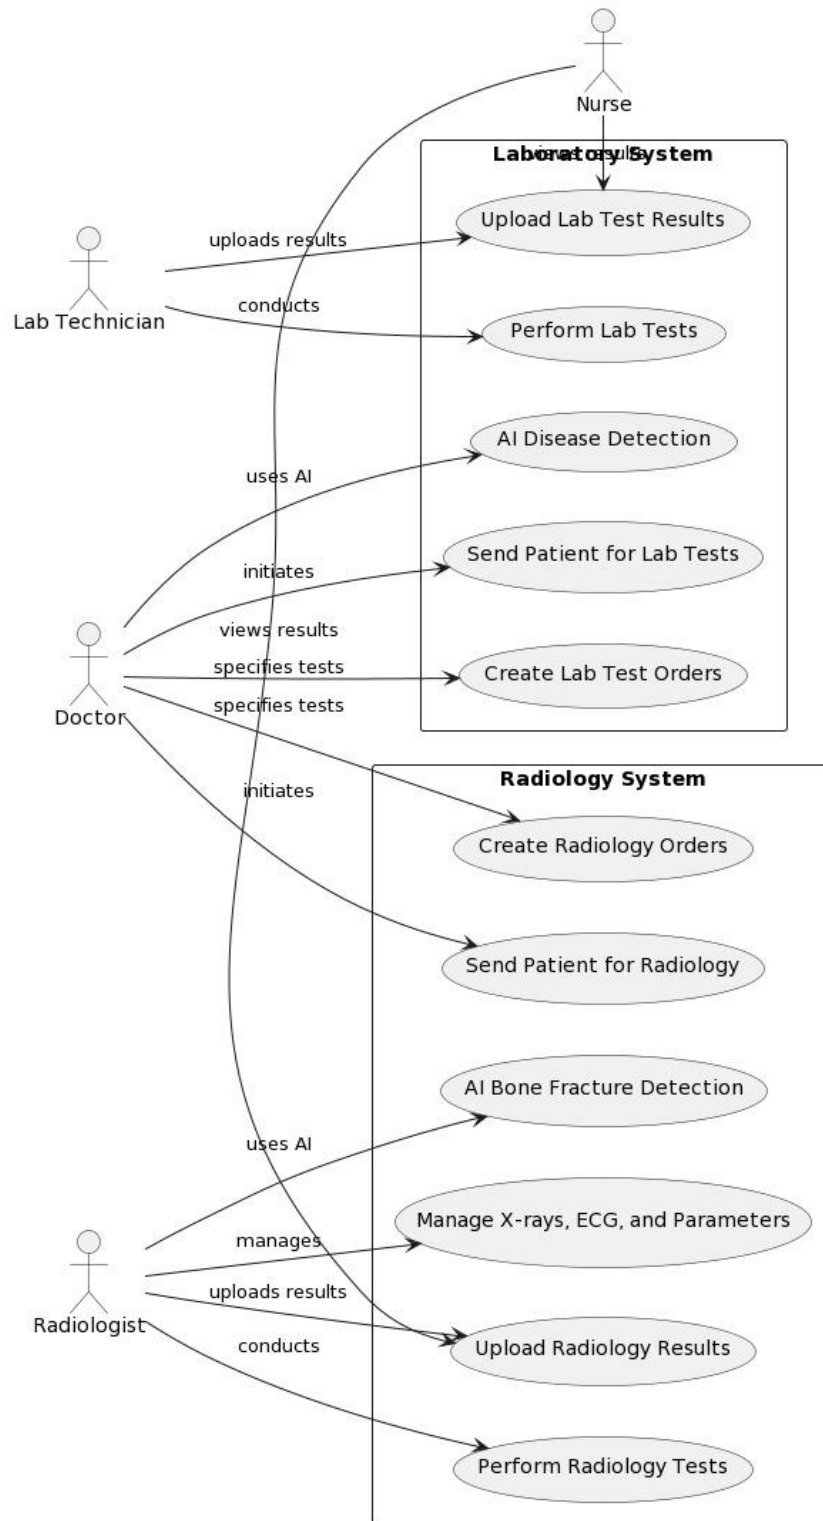 Nurse
Laboratory System
views results
Upload Lab Test Results
uploads results
Lab Technician
conducts
Perform Lab Tests
AI Disease Detection
uses AI
Send Patient for Lab Tests
initiates
views results
specifies tests
Create Lab Test Orders
specifies tests
Doctor
Radiology System
initiates
Create Radiology Orders
Send Patient for Radiology
AI Bone Fracture Detection
uses AI
Manage X-rays, ECG, and Parameters
manages
uploads results
Radiologist
Upload Radiology Results
conducts
Perform Radiology Tests